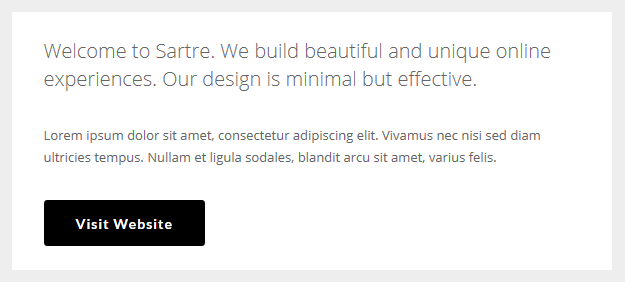 Welcome to Sartre. We build beautiful and unique online
experiences. Our design is minimal but effective.
Lorem ipsum dolor sit amet, consectetur adipiscing elit. Vivamus nec nisi sed diam
ultricies tempus. Nullam et ligula sodales, blandit arcu sit amet, varius felis.
Visit Website